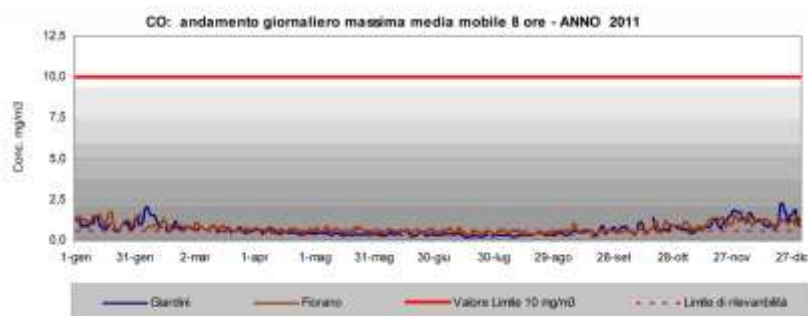 CO: andamento giornaliero massima media mobile 8 ore - ANNO 2011
Conc. mg/m3
12,5
10,0
7,5
5,0
2,5
0,0
1-gen 31-gen 2-mar 1-apr 1-mag 31-mag 30-giu 30-lug 29-ago 28-set 28-ott 27-nov 27-dic
Giardini Fiorano Valore Limite 10 mg/m3 Limite di rilevanbilità